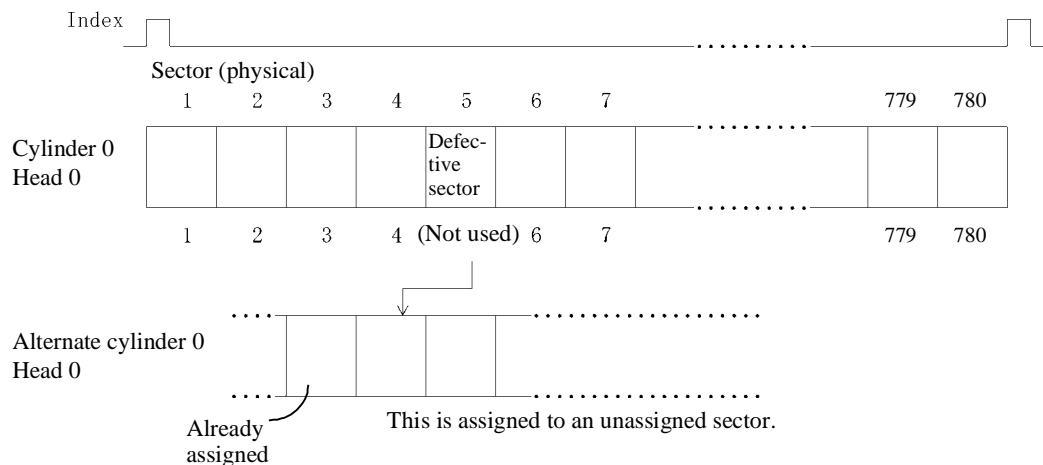 Index
Sector (physical)
1 2 3 4 5 6 7 779 780
Cylinder 0
Head 0
Defec-
tive
sector
1 2 3 4 (Not used) 6 7 779 780
Alternate cylinder 0
Head 0
Already
assigned
This is assigned to an unassigned sector.